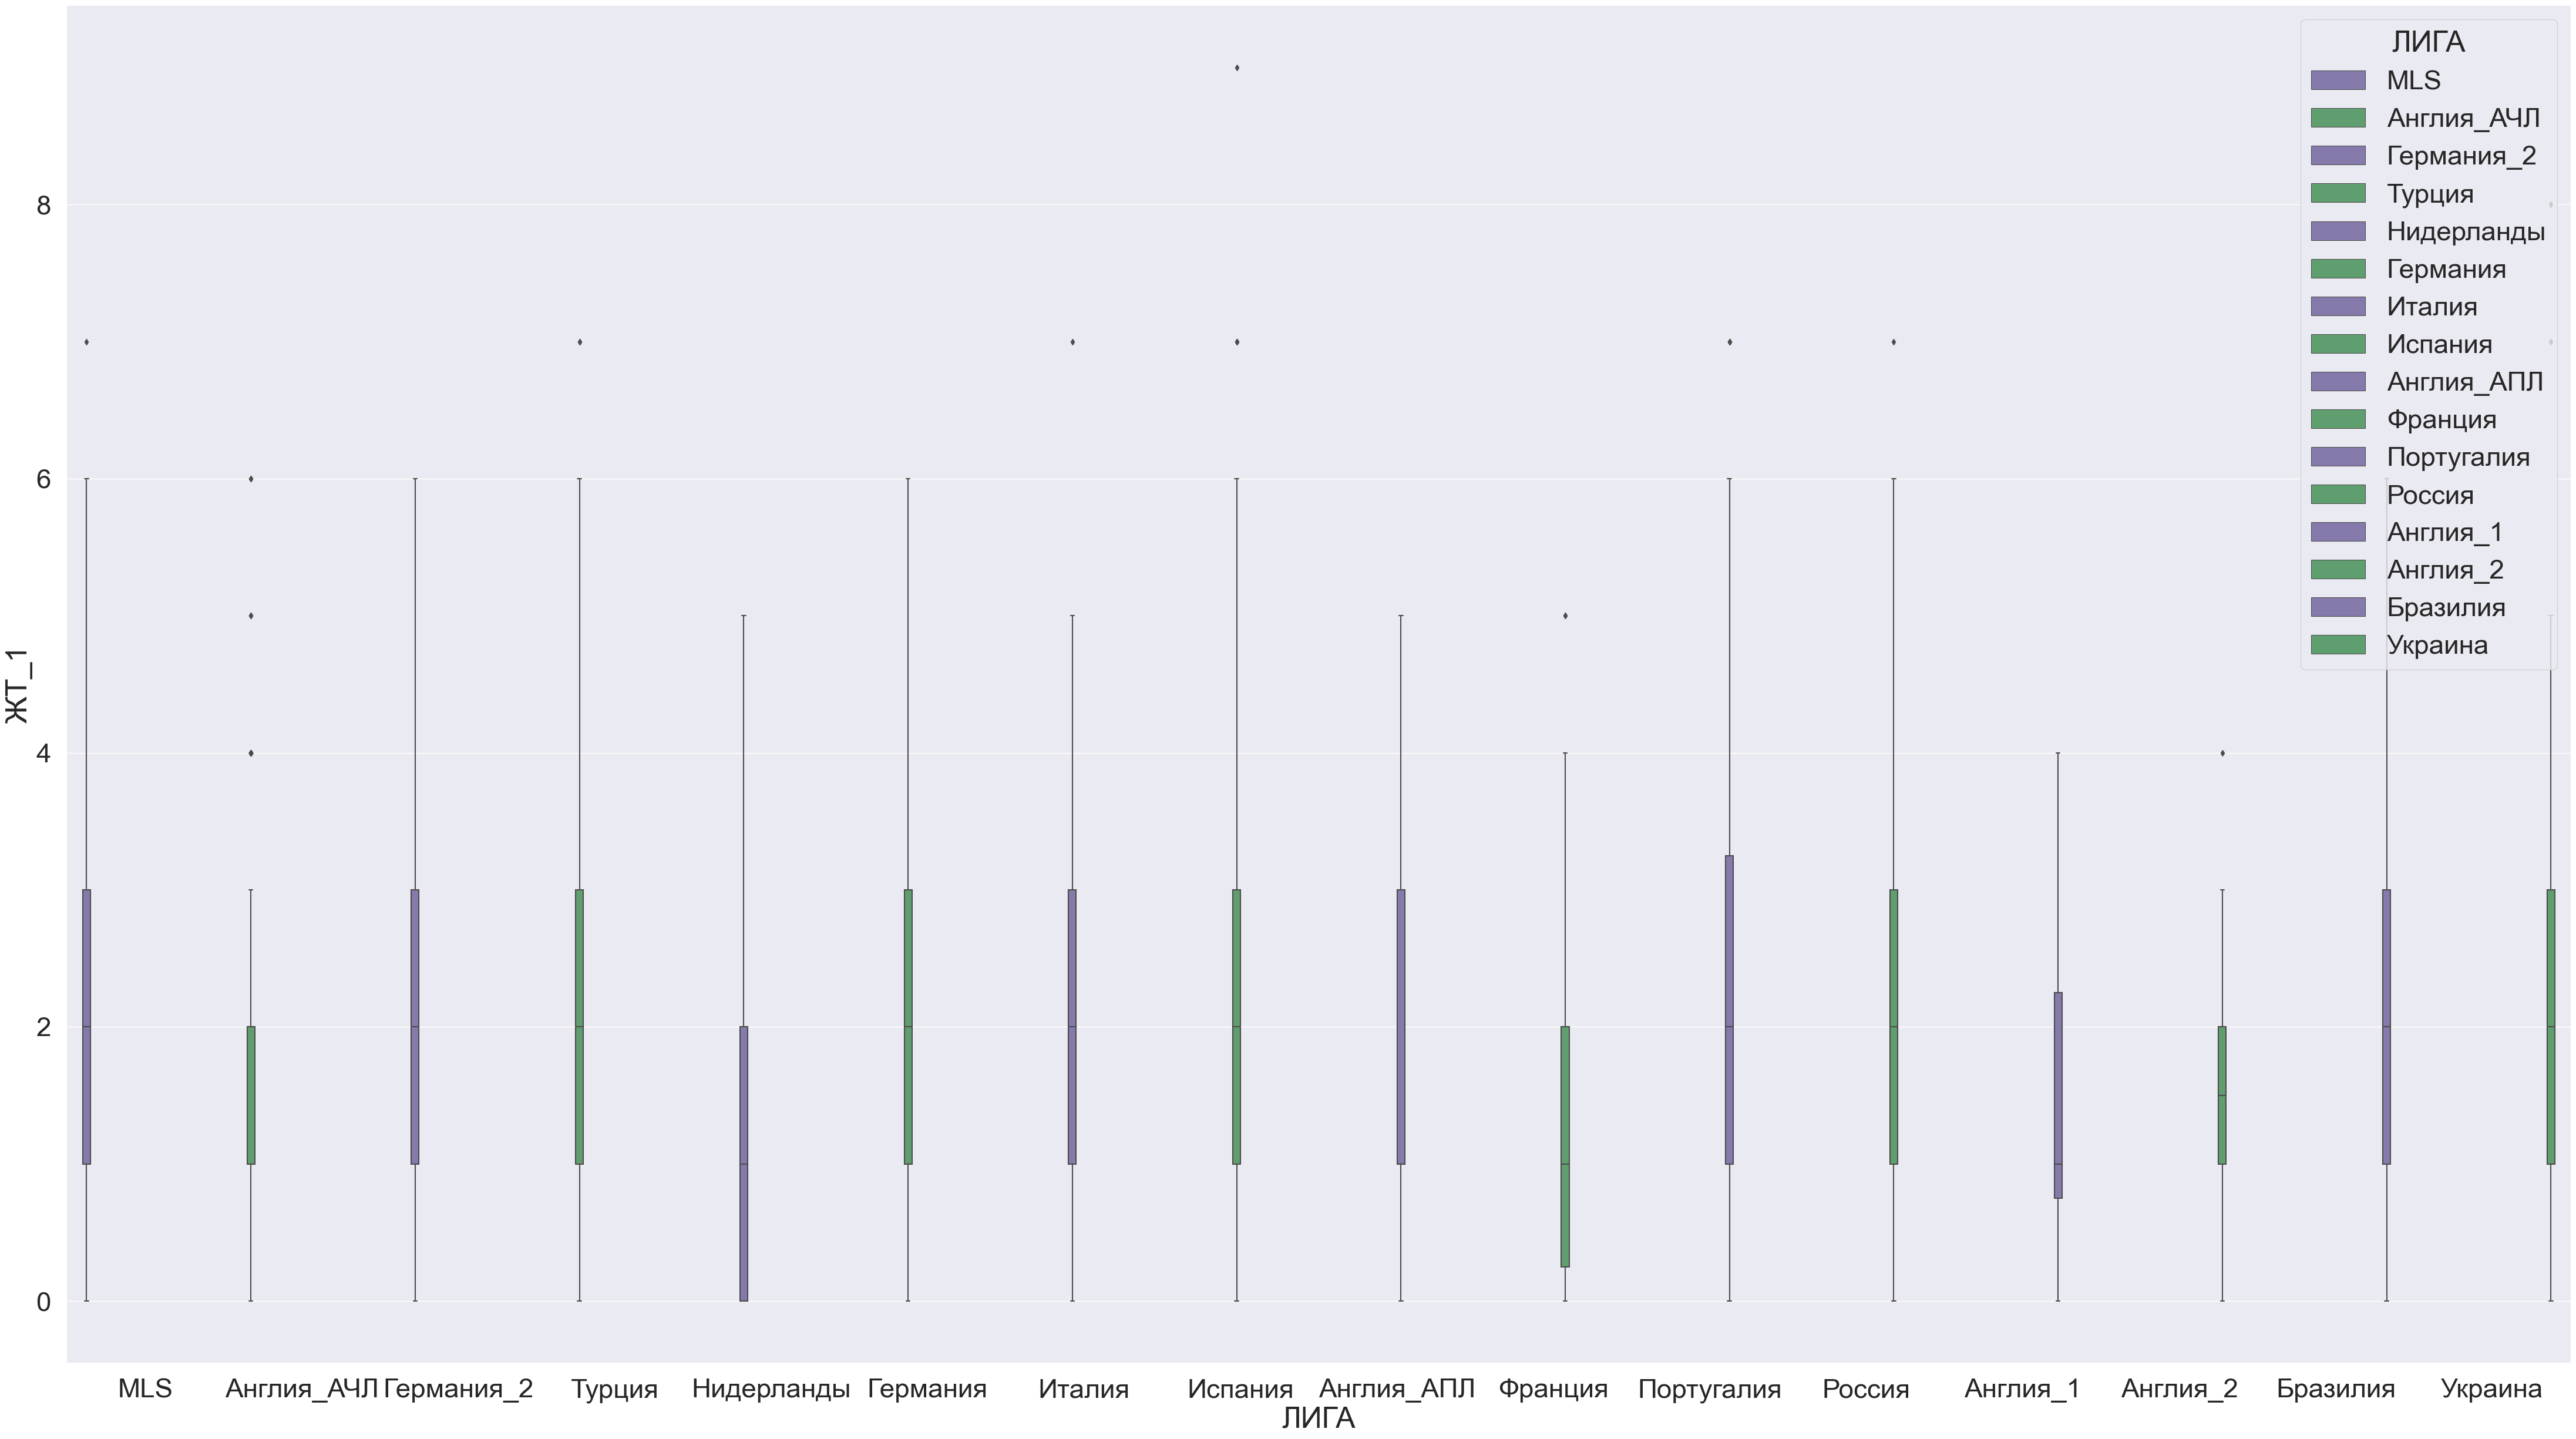 ЛИГА
MLS
Англия_АЧЛ
Германия_2
Турция
Нидерланды
Германия
Италия
Испания
Англия_АПЛ
Франция
Португалия
Россия
Англия_1
Англия_2
Бразилия
Украина
8
6
4
2
0
ЖТ_1
MLS Англия_АЧЛ Германия_2 Турция Нидерланды Германия Италия Испания Англия_АПЛ Франция Португалия Россия Англия_1 Англия_2 Бразилия Украина
ЛИГА